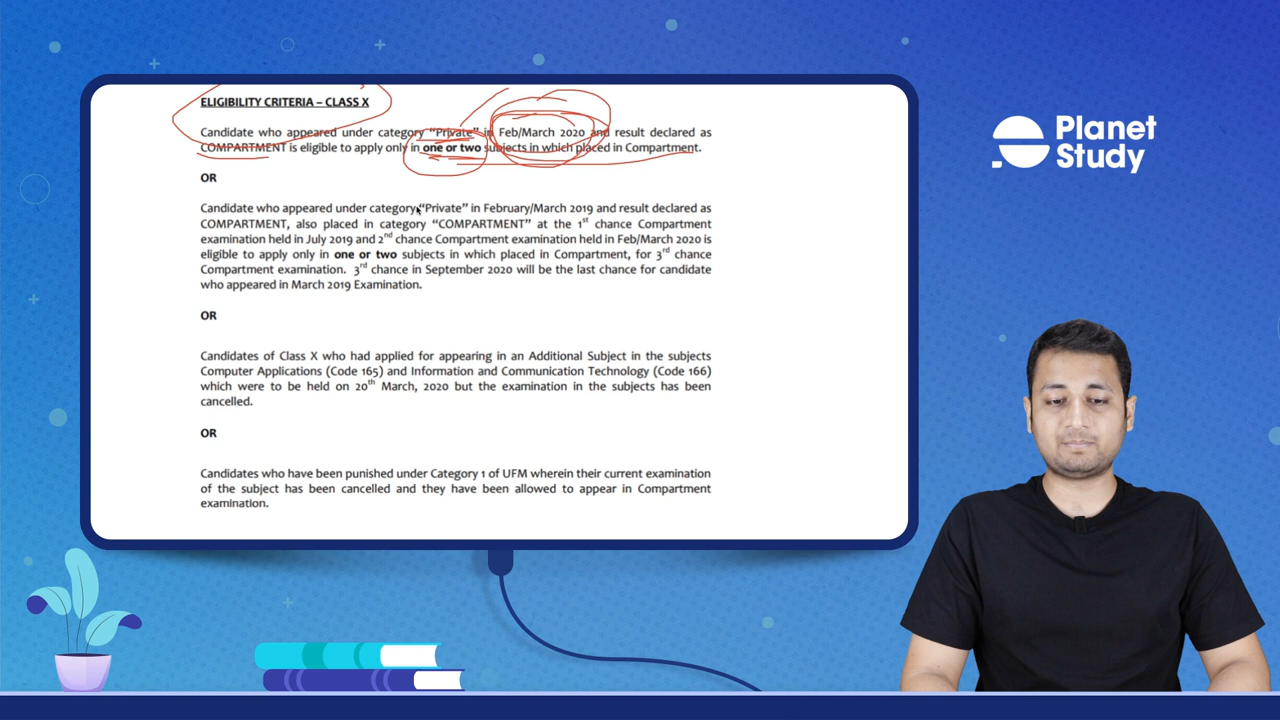 ELIGIBILITY CRITERIA – CLASS X
Candidate who appeared under category “Private” in Feb/March 2020 and result declared as
COMPARTMENT is eligible to apply only in one or two subjects in which placed in Compartment.
OR
Candidate who appeared under category “Private” in February/March 2019 and result declared as
COMPARTMENT, also placed in category “COMPARTMENT” at the 1st chance Compartment
examination held in July 2019 and 2nd chance Compartment examination held in Feb/March 2020 is
eligible to apply only in one or two subjects in which placed in Compartment, for 3rd chance
Compartment examination. 3rd chance in September 2020 will be the last chance for candidate
who appeared in March 2019 Examination.
OR
Candidates of Class X who had applied for appearing in an Additional Subject in the subjects
Computer Applications (Code 165) and Information and Communication Technology (Code 166)
which were to be held on 20th March, 2020 but the examination in the subjects has been
cancelled.
OR
Candidates who have been punished under Category 1 of UFM wherein their current examination
of the subject has been cancelled and they have been allowed to appear in Compartment
examination.
Planet
Study